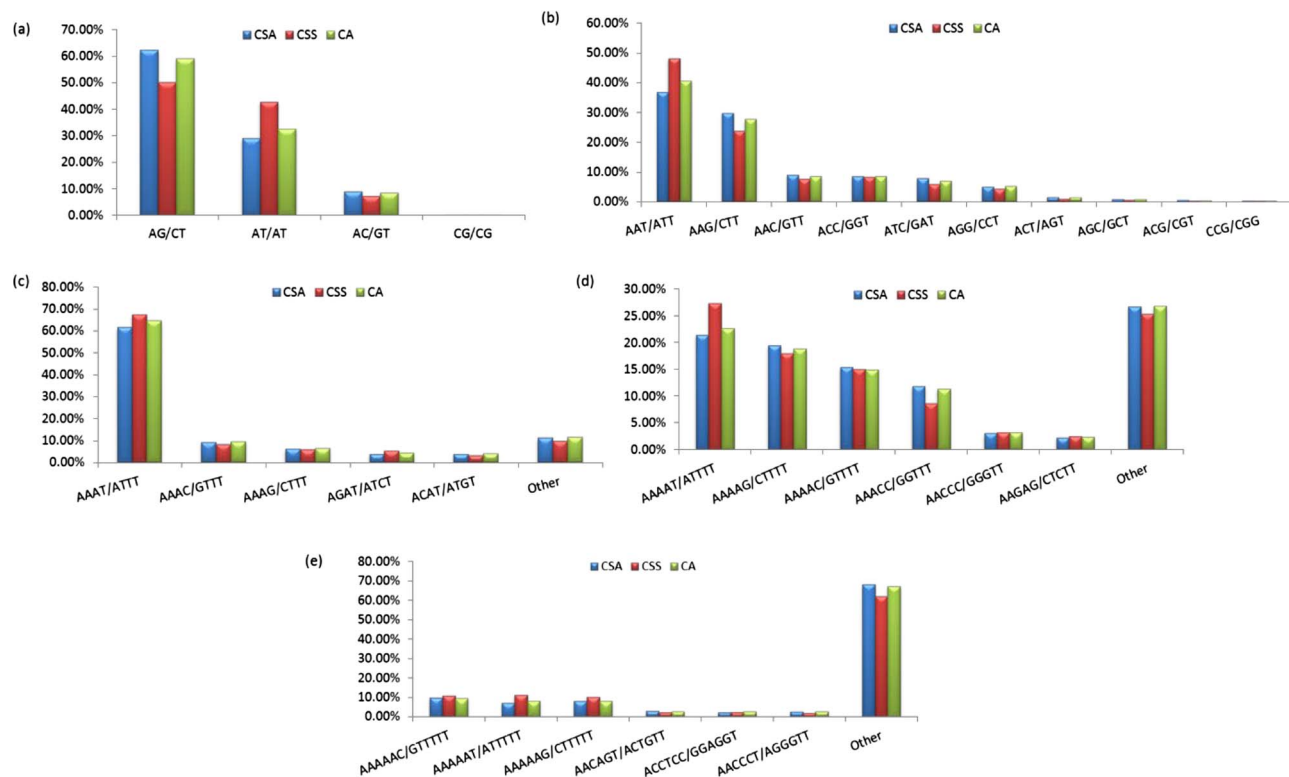 (a)
CSA CSS CA
70.00%
60.00%
50.00%
40.00%
30.00%
20.00%
10.00%
0.00%
AG/CT AT/AT AC/GT CG/CG
(b)
CSA CSS CA
60.00%
50.00%
40.00%
30.00%
20.00%
10.00%
0.00%
AAT/ATT AAG/CTT AAC/GTT ACC/GGT ATC/GAT AGG/CCT ACT/AGT AGC/GCT ACG/CGT CCG/CGG
(c)
CSA CSS CA
80.00%
70.00%
60.00%
50.00%
40.00%
30.00%
20.00%
10.00%
0.00%
AAAT/ATTT AAAC/GTTT AAAG/CTTT AGAT/ATCT ACAT/ATGT Other
(d)
CSA CSS CA
30.00%
25.00%
20.00%
15.00%
10.00%
5.00%
0.00%
AAAAT/ATTTT AAAAG/CTTTT AAAAC/GTTTT AAACC/GGTTT AACCC/GGGTT AAGAG/CTCTT Other
(e)
CSA CSS CA
80.00%
70.00%
60.00%
50.00%
40.00%
30.00%
20.00%
10.00%
0.00%
AAAAAC/GTTTTT AAAAAT/ATTTTT AAAAAG/CTTTTT AACAGT/ACTGTT ACCTCC/GGAGGT AACCCT/AGGGTT Other